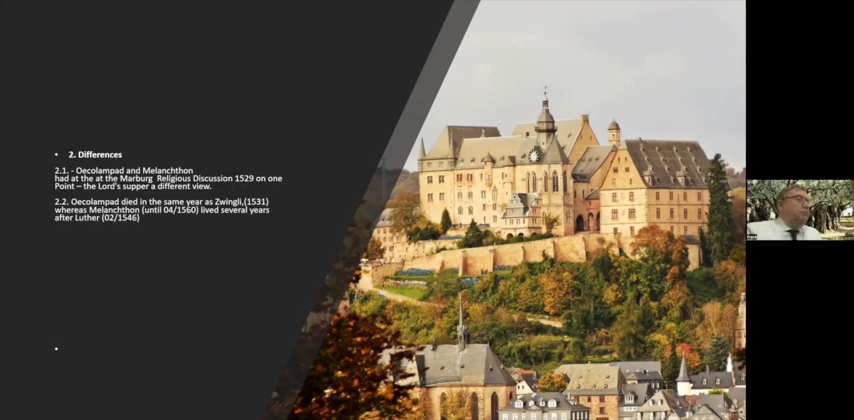 • 2. Differences
2.1. - Oecolampad and Melanchthon
had at the at the Marburg Religious Discussion 1529 on one
Point – the Lord's supper a different view.
2.2. Oecolampad died in the same year as Zwingli,(1531)
whereas Melanchthon (until 04/1560) lived several years
after Luther (02/1546)
•